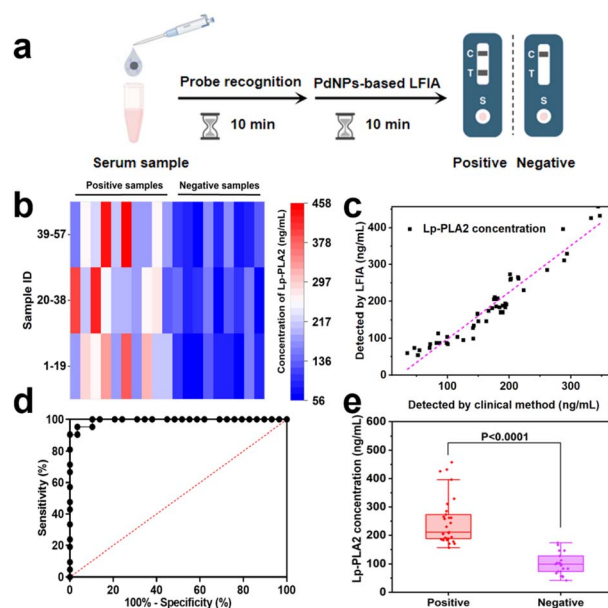 a
Probe recognition
PdNPs-based LFIA
10 min
10 min
Serum sample
C
T
S
C
T
S
Positive
Negative
b
Positive samples
Negative samples
39-57
20-38
1-19
Sample ID
458
378
297
217
136
56
Concentration of Lp-PLA2 (ng/mL)
c
Lp-PLA2 concentration
400
300
200
100
0
100
200
300
Detected by LFIA (ng/mL)
Detected by clinical method (ng/mL)
d
100
80
60
40
20
0
0
20
40
60
80
100
Sensitivity (%)
100% - Specificity (%)
e
P<0.0001
600
500
400
300
200
100
0
Lp-PLA2 concentration (ng/mL)
Positive
Negative